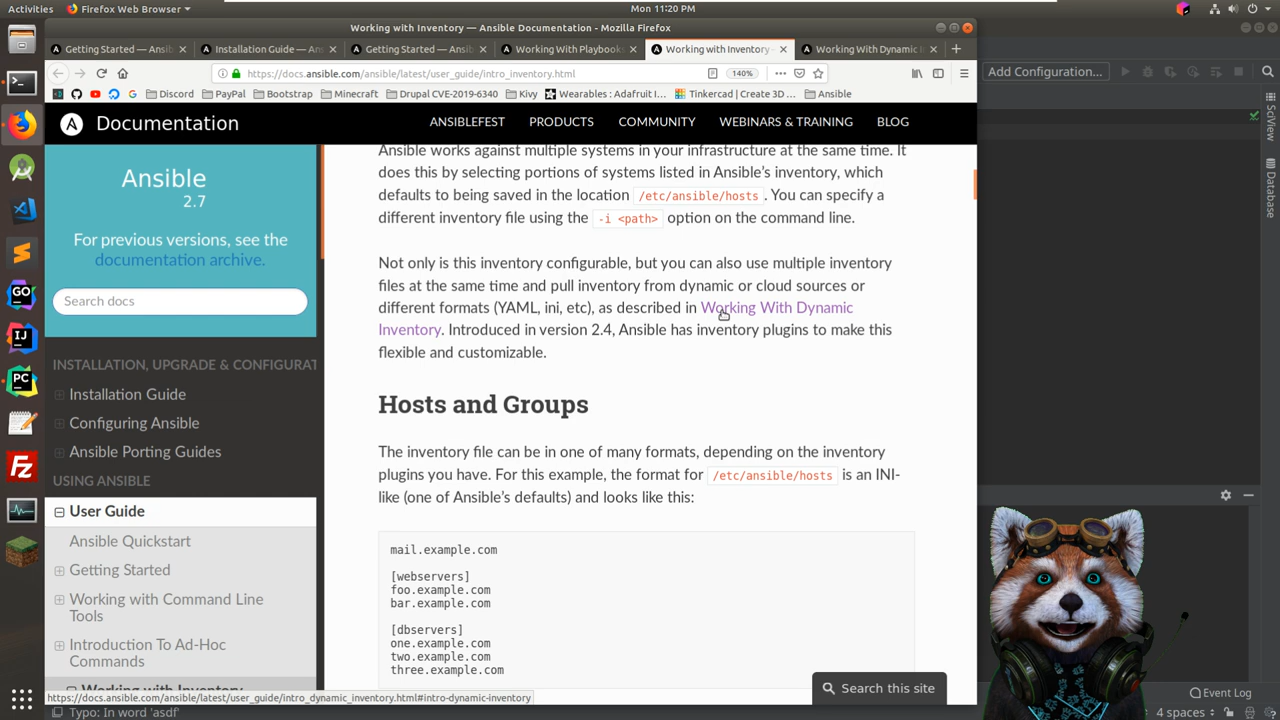 Activities
Firefox Web Browser
Mon 11:20 PM
Working with Inventory — Ansible Documentation - Mozilla Firefox
Getting Started — Ansib
Installation Guide — Ans
Getting Started — Ansib
Working With Playbooks
Working with Inventory
Working With Dynamic I
https://docs.ansible.com/ansible/latest/user_guide/intro_inventory.html
140%
Add Configuration...
Discord
PayPal
Bootstrap
Minecraft
Drupal CVE-2019-6340
Kivy
Wearables : Adafruit I...
Tinkercad | Create 3D ...
Ansible
Documentation
ANSIBLEFEST
PRODUCTS
COMMUNITY
WEBINARS & TRAINING
BLOG
SciView
Database
Ansible
2.7
For previous versions, see the
documentation archive.
Search docs
INSTALLATION, UPGRADE & CONFIGURAT
Installation Guide
Configuring Ansible
Ansible Porting Guides
USING ANSIBLE
User Guide
Ansible Quickstart
Getting Started
Working with Command Line
Tools
Introduction To Ad-Hoc
Commands
Working with Inventory
Ansible works against multiple systems in your infrastructure at the same time. It
does this by selecting portions of systems listed in Ansible's inventory, which
defaults to being saved in the location /etc/ansible/hosts. You can specify a
different inventory file using the -i <path> option on the command line.
Not only is this inventory configurable, but you can also use multiple inventory
files at the same time and pull inventory from dynamic or cloud sources or
different formats (YAML, ini, etc), as described in Working With Dynamic
Inventory. Introduced in version 2.4, Ansible has inventory plugins to make this
flexible and customizable.
Hosts and Groups
The inventory file can be in one of many formats, depending on the inventory
plugins you have. For this example, the format for /etc/ansible/hosts is an INI-
like (one of Ansible's defaults) and looks like this:
mail.example.com
[webservers]
foo.example.com
bar.example.com
[dbservers]
one.example.com
two.example.com
three.example.com
Search this site
https://docs.ansible.com/ansible/latest/user_guide/intro_dynamic_inventory.html#intro-dynamic-inventory
Event Log
Typo: In word 'asdf'
4 spaces
GO
IJ
PC
FZ